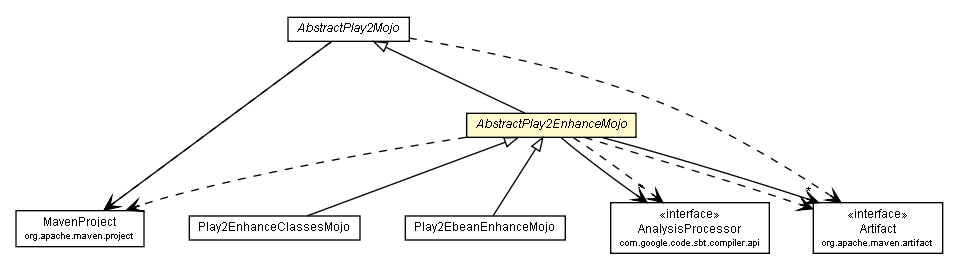 AbstractPlay2Mojo
AbstractPlay2EnhanceMojo
*
*
MavenProject
org.apache.maven.project
Play2EnhanceClassesMojo
Play2EbeanEnhanceMojo
«interface»
AnalysisProcessor
com.google.code.sbt.compiler.api
«interface»
Artifact
org.apache.maven.artifact